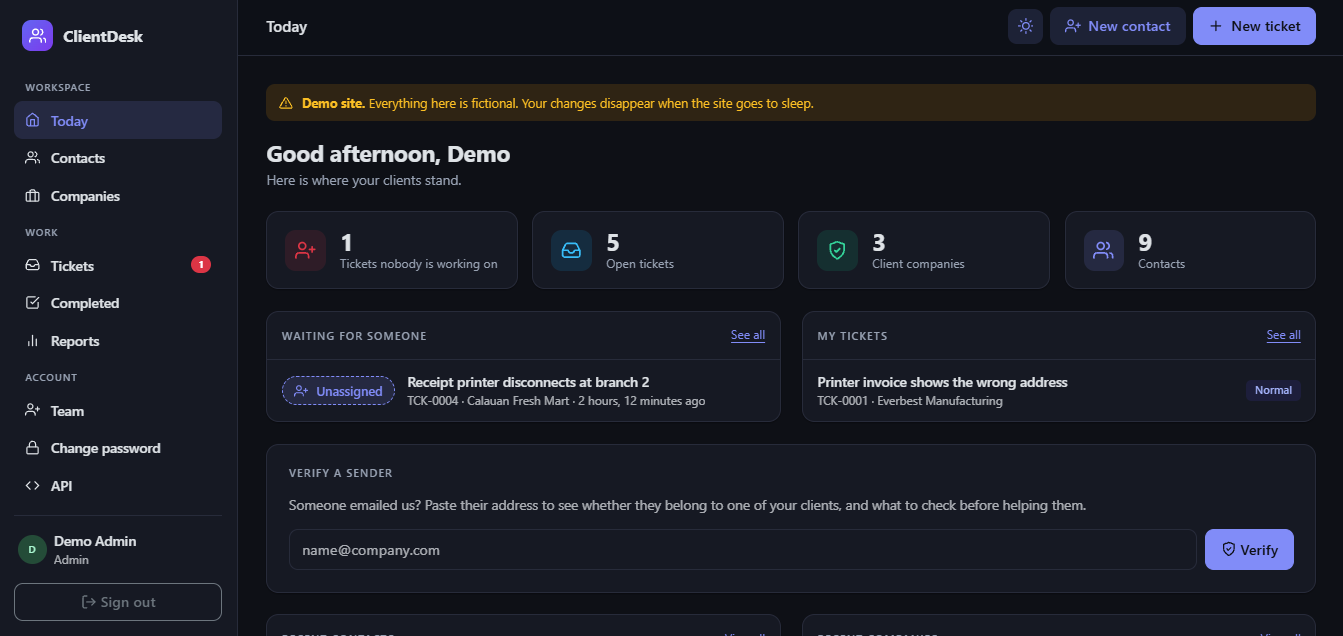 ClientDesk
WORKSPACE
Today
Contacts
Companies
WORK
Tickets
1
Completed
Reports
ACCOUNT
Team
Change password
API
D
Demo Admin
Admin
Sign out
Today
New contact
New ticket
Demo site. Everything here is fictional. Your changes disappear when the site goes to sleep.
Good afternoon, Demo
Here is where your clients stand.
1
Tickets nobody is working on
5
Open tickets
3
Client companies
9
Contacts
WAITING FOR SOMEONE
See all
Unassigned
Receipt printer disconnects at branch 2
TCK-0004 · Calauan Fresh Mart · 2 hours, 12 minutes ago
MY TICKETS
See all
Printer invoice shows the wrong address
TCK-0001 · Everbest Manufacturing
Normal
VERIFY A SENDER
Someone emailed us? Paste their address to see whether they belong to one of your clients, and what to check before helping them.
name@company.com
Verify